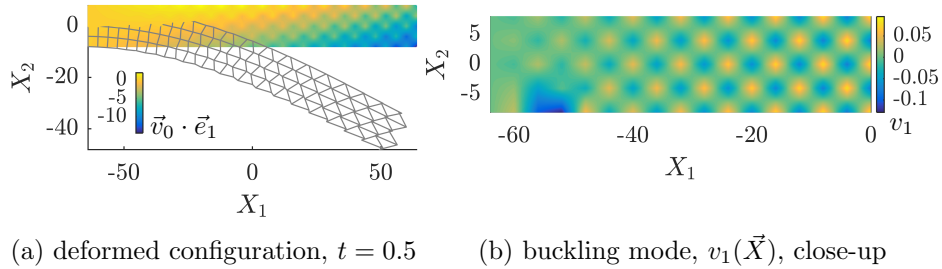 0
-20
-40
X₂
0
-5
-10
v⃗₀ · e⃗₁
-50
0
50
X₁
5
0
-5
X₂
-60
-40
-20
0
X₁
0.05
0
-0.05
-0.1
v₁
(a) deformed configuration, t = 0.5
(b) buckling mode, v₁(X⃗), close-up